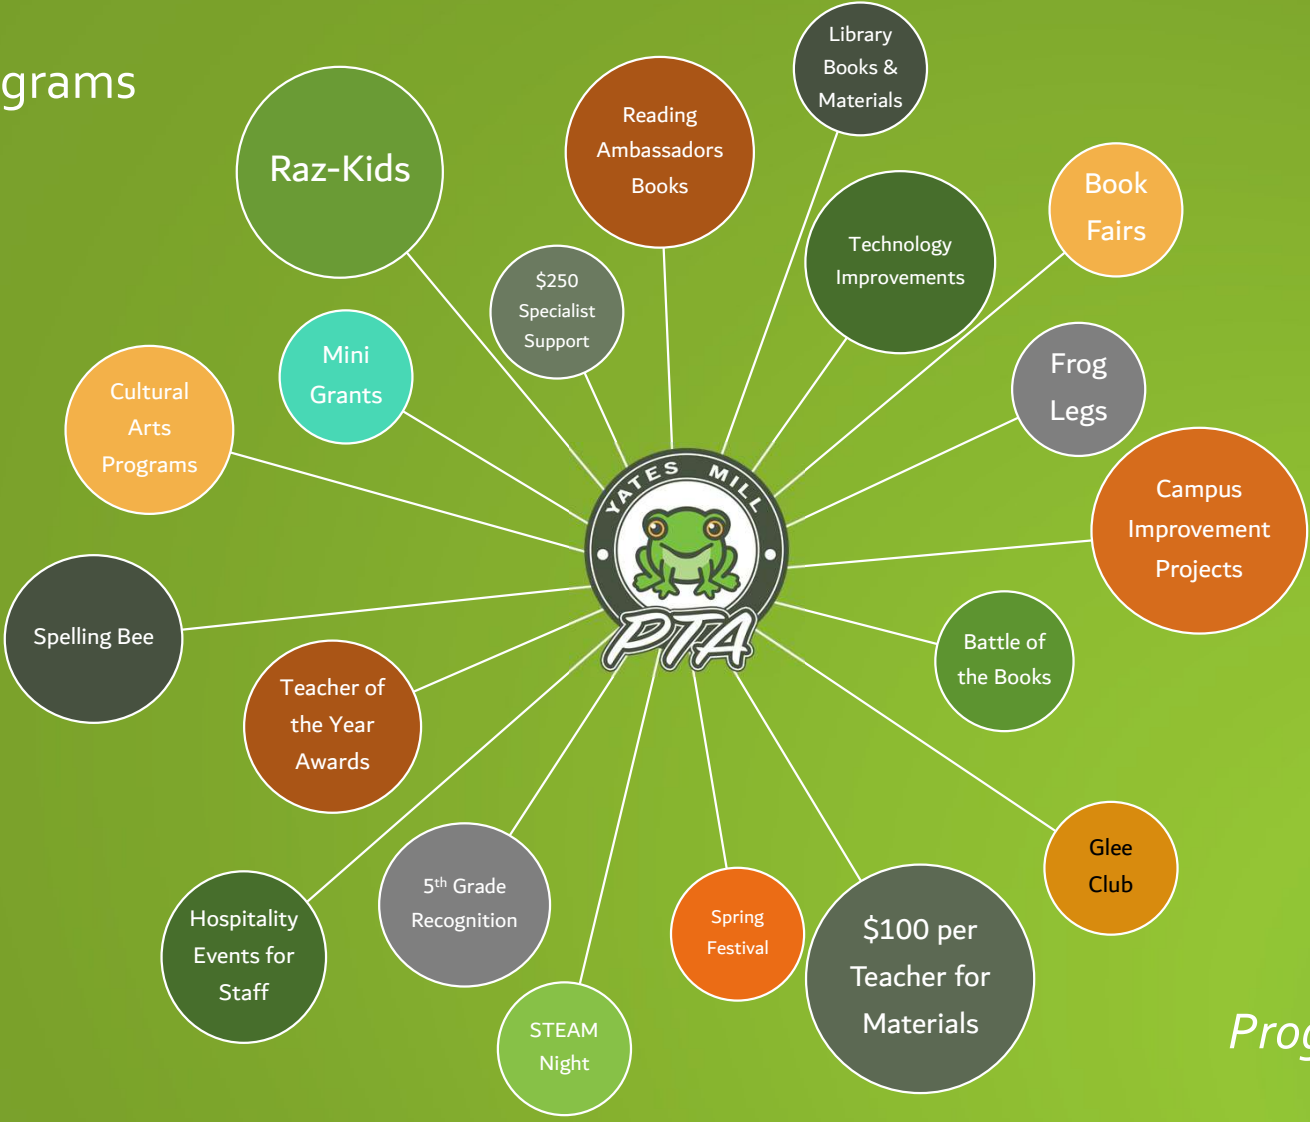 grams
Library
Books &
Materials
Reading
Ambassadors
Books
Raz-Kids
Book
Fairs
Technology
Improvements
$250
Specialist
Support
Mini
Grants
Frog
Legs
Cultural
Arts
Programs
Campus
Improvement
Projects
YATES MILL
PTA
Spelling Bee
Battle of
the Books
Teacher of
the Year
Awards
Glee
Club
5th Grade
Recognition
Hospitality
Events for
Staff
Spring
Festival
$100 per
Teacher for
Materials
STEAM
Night
Prog